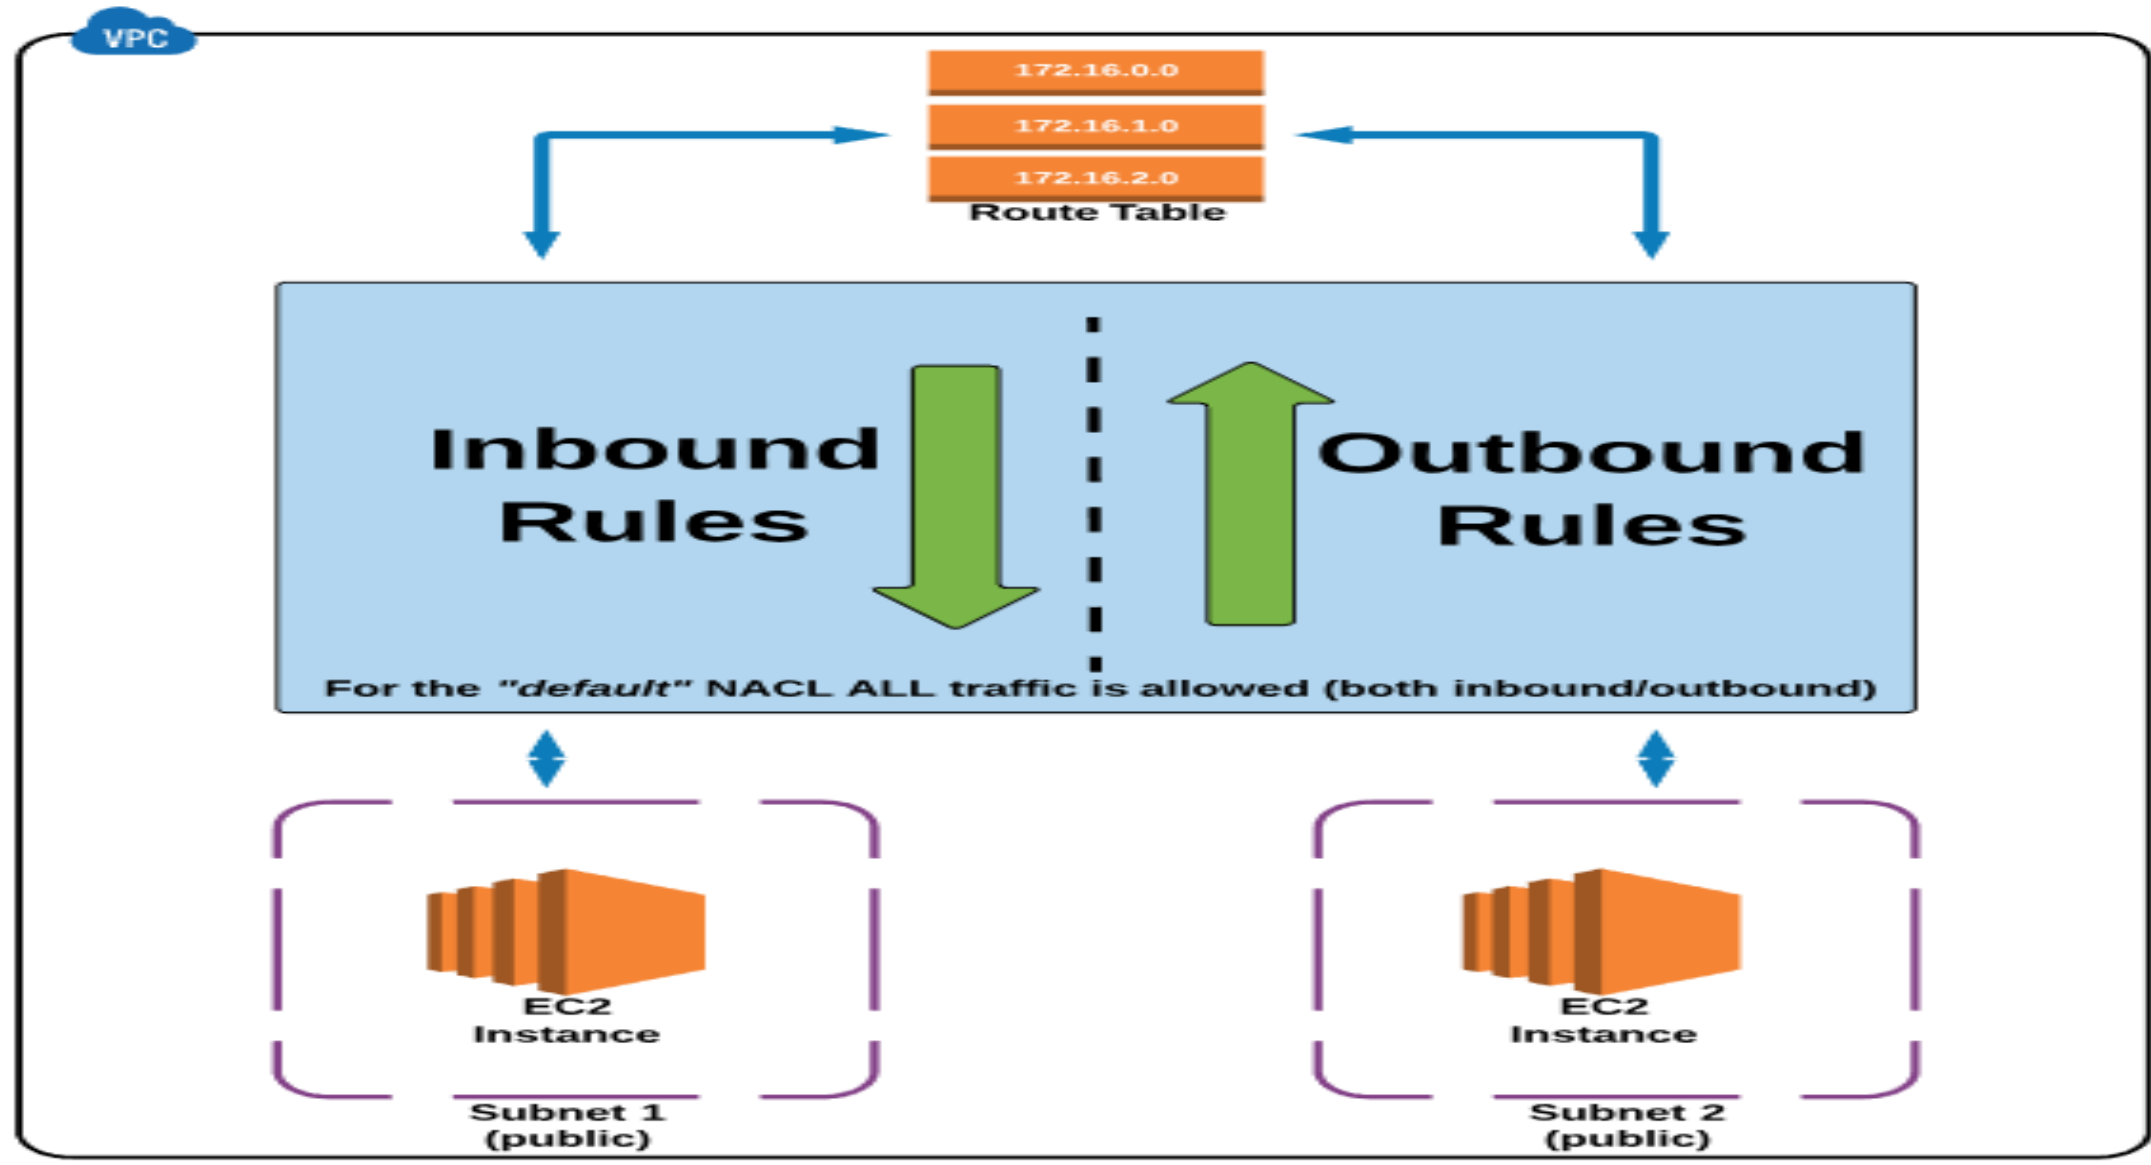 VPC
172.16.0.0
172.16.1.0
172.16.2.0
Route Table
Inbound
Rules
Outbound
Rules
For the "default" NACL ALL traffic is allowed (both inbound/outbound)
EC2
Instance
Subnet 1
(public)
EC2
Instance
Subnet 2
(public)